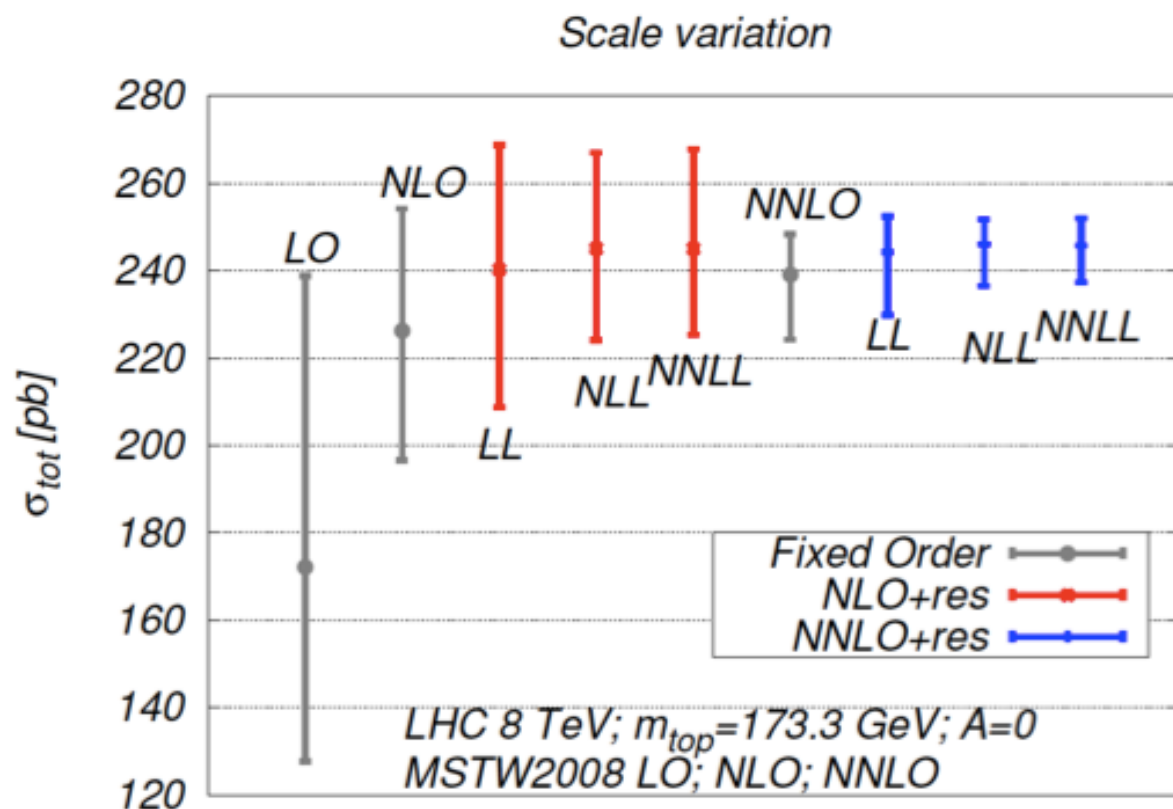 Scale variation
280
260
240
220
200
180
160
140
120
σtot [pb]
LO
NLO
LL
NLL
NNLL
NNLO
LL
NLL
NNLL
Fixed Order
NLO+res
NNLO+res
LHC 8 TeV; mtop=173.3 GeV; A=0
MSTW2008 LO; NLO; NNLO